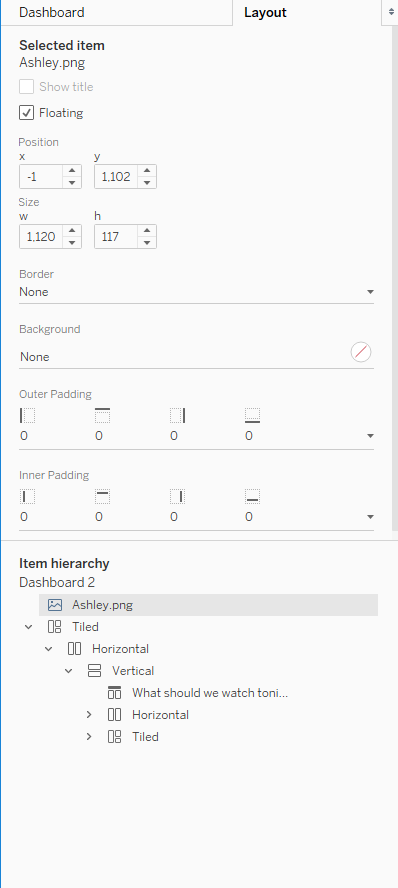 Dashboard Layout
Selected item
Ashley.png
Show title
Floating
Position
x y
-1 1,102
Size
w h
1,120 117
Border
None
Background
None
Outer Padding
0 0 0 0
Inner Padding
0 0 0 0
Item hierarchy
Dashboard 2
Ashley.png
Tiled
Horizontal
Vertical
What should we watch toni...
Horizontal
Tiled